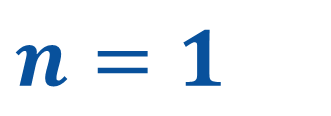 n = 1